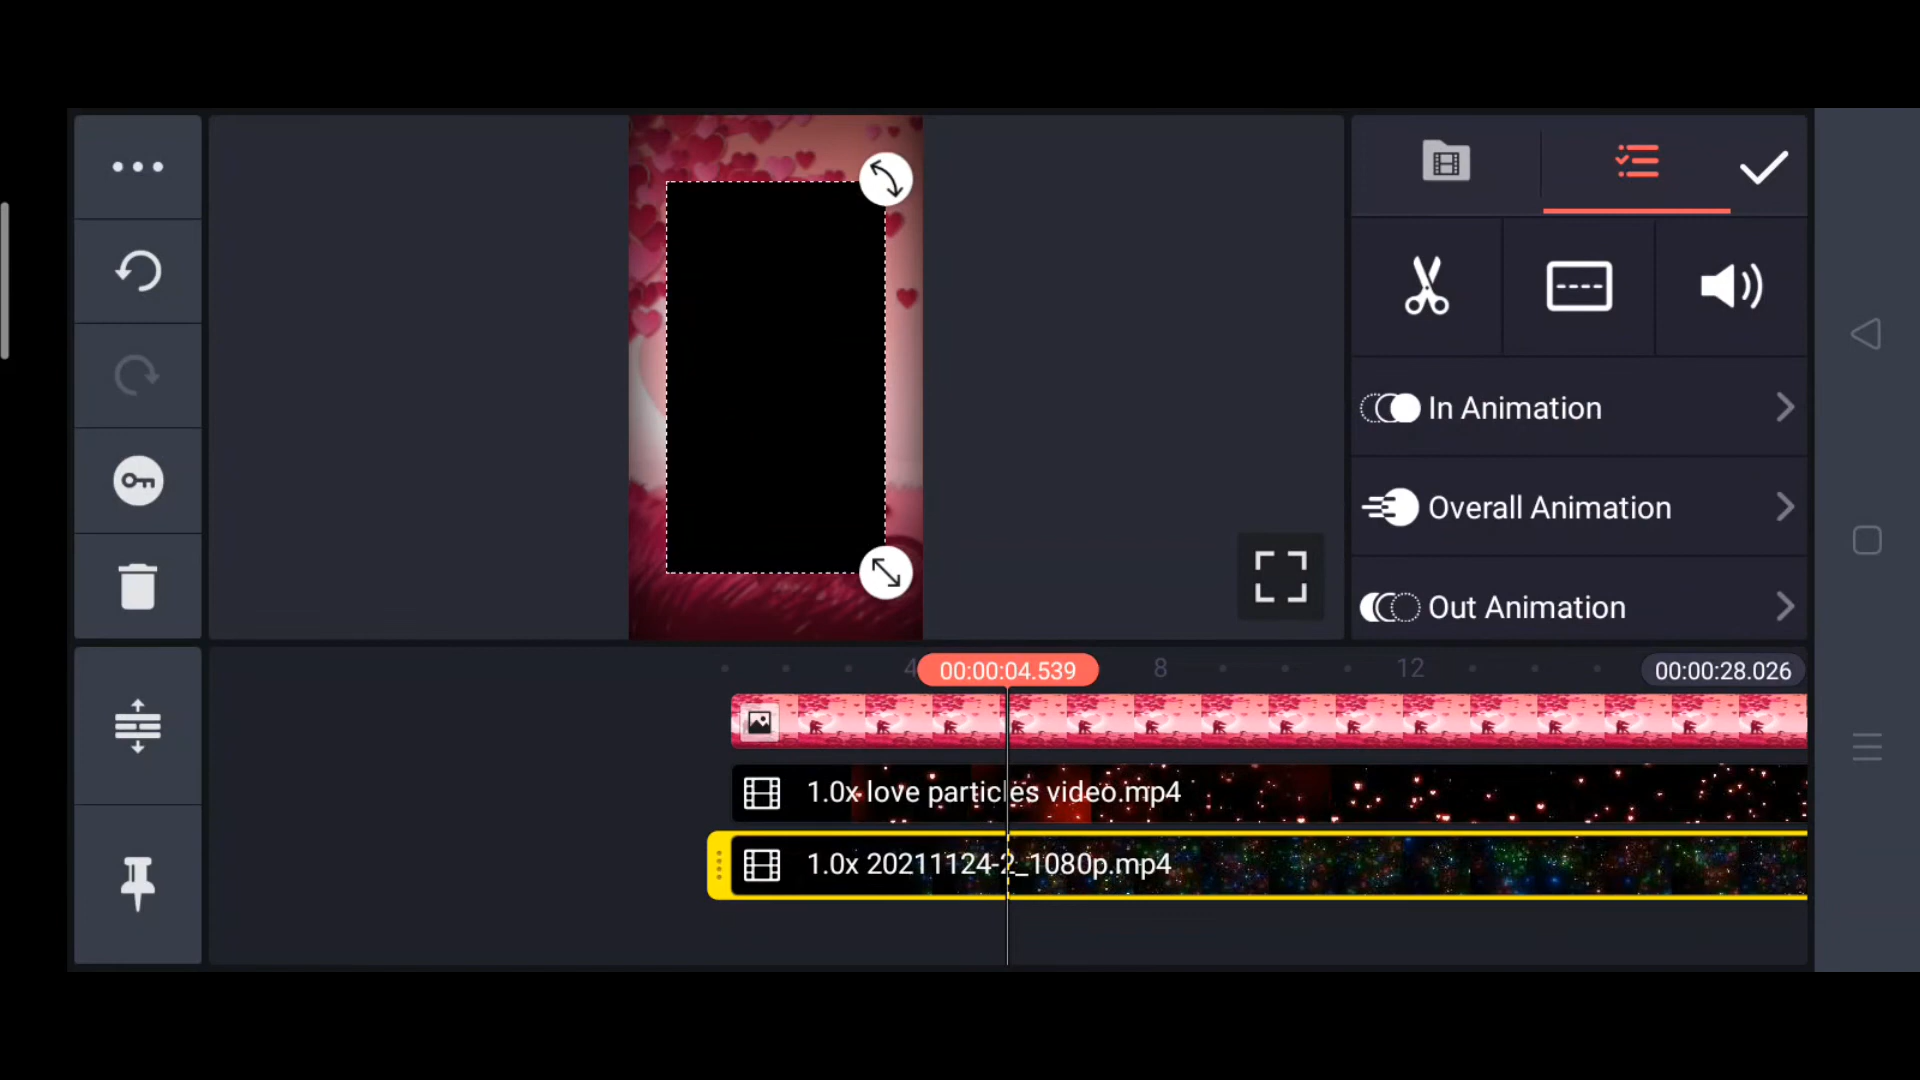 In Animation
Overall Animation
Out Animation
4
00:00:04.539
8
12
00:00:28.026
1.0x love particles video.mp4
1.0x 20211124-2_1080p.mp4